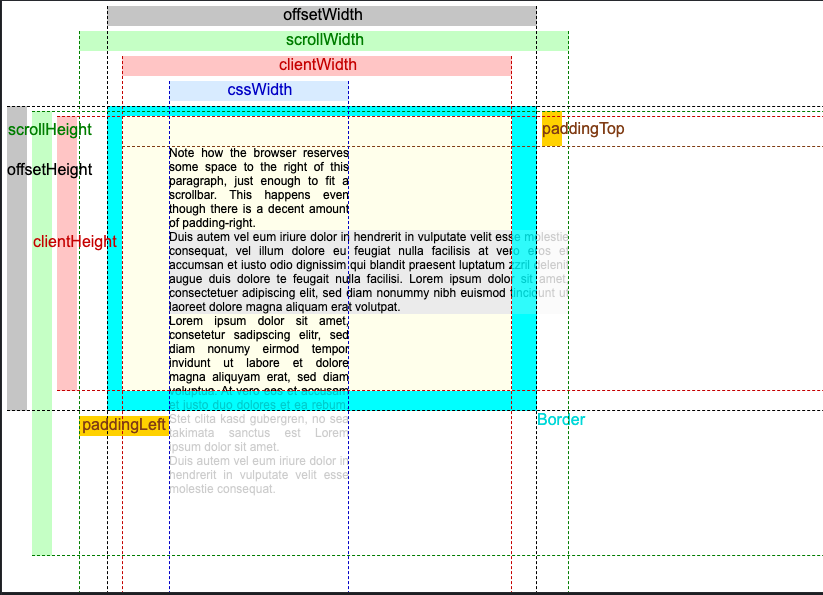 offsetWidth
scrollWidth
clientWidth
cssWidth
scrollHeight
paddingTop
offsetHeight
clientHeight
Note how the browser reserves
some space to the right of this
paragraph, just enough to fit a
scrollbar. This happens even
though there is a decent amount
of padding-right.
Duis autem vel eum iriure dolor in hendrerit in vulputate velit esse molestie
consequat, vel illum dolore eu feugiat nulla facilisis at vero eros et
accumsan et iusto odio dignissim qui blandit praesent luptatum zzril delenit
augue duis dolore te feugait nulla facilisi. Lorem ipsum dolor sit amet,
consectetuer adipiscing elit, sed diam nonummy nibh euismod tincidunt ut
laoreet dolore magna aliquam erat volutpat.
Lorem ipsum dolor sit amet,
consetetur sadipscing elitr, sed
diam nonumy eirmod tempor
invidunt ut labore et dolore
magna aliquyam erat, sed diam
voluptua. At vero eos et accusam
et justo duo dolores et ea rebum.
Stet clita kasd gubergren, no sea
takimata sanctus est Lorem
ipsum dolor sit amet.
Duis autem vel eum iriure dolor in
hendrerit in vulputate velit esse
molestie consequat.
paddingLeft
Border